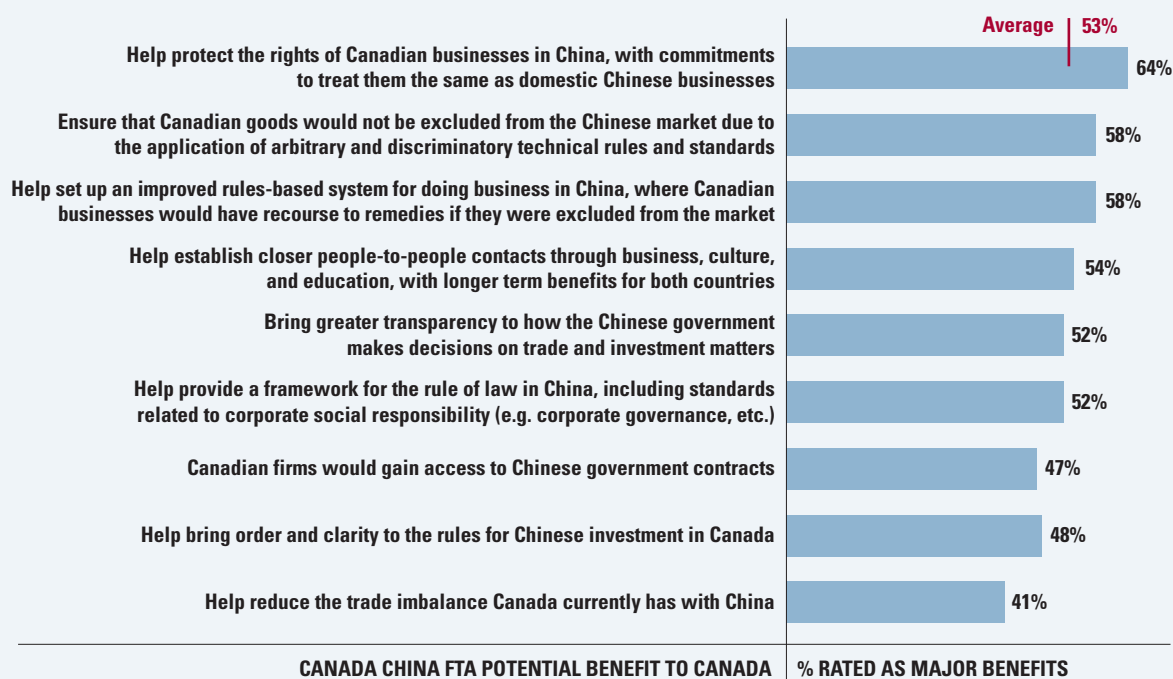 Average 53%
Help protect the rights of Canadian businesses in China, with commitments
to treat them the same as domestic Chinese businesses
64%
Ensure that Canadian goods would not be excluded from the Chinese market due to
the application of arbitrary and discriminatory technical rules and standards
58%
Help set up an improved rules-based system for doing business in China, where Canadian
businesses would have recourse to remedies if they were excluded from the market
58%
Help establish closer people-to-people contacts through business, culture,
and education, with longer term benefits for both countries
54%
Bring greater transparency to how the Chinese government
makes decisions on trade and investment matters
52%
Help provide a framework for the rule of law in China, including standards
related to corporate social responsibility (e.g. corporate governance, etc.)
52%
Canadian firms would gain access to Chinese government contracts
47%
Help bring order and clarity to the rules for Chinese investment in Canada
48%
Help reduce the trade imbalance Canada currently has with China
41%
CANADA CHINA FTA POTENTIAL BENEFIT TO CANADA
% RATED AS MAJOR BENEFITS